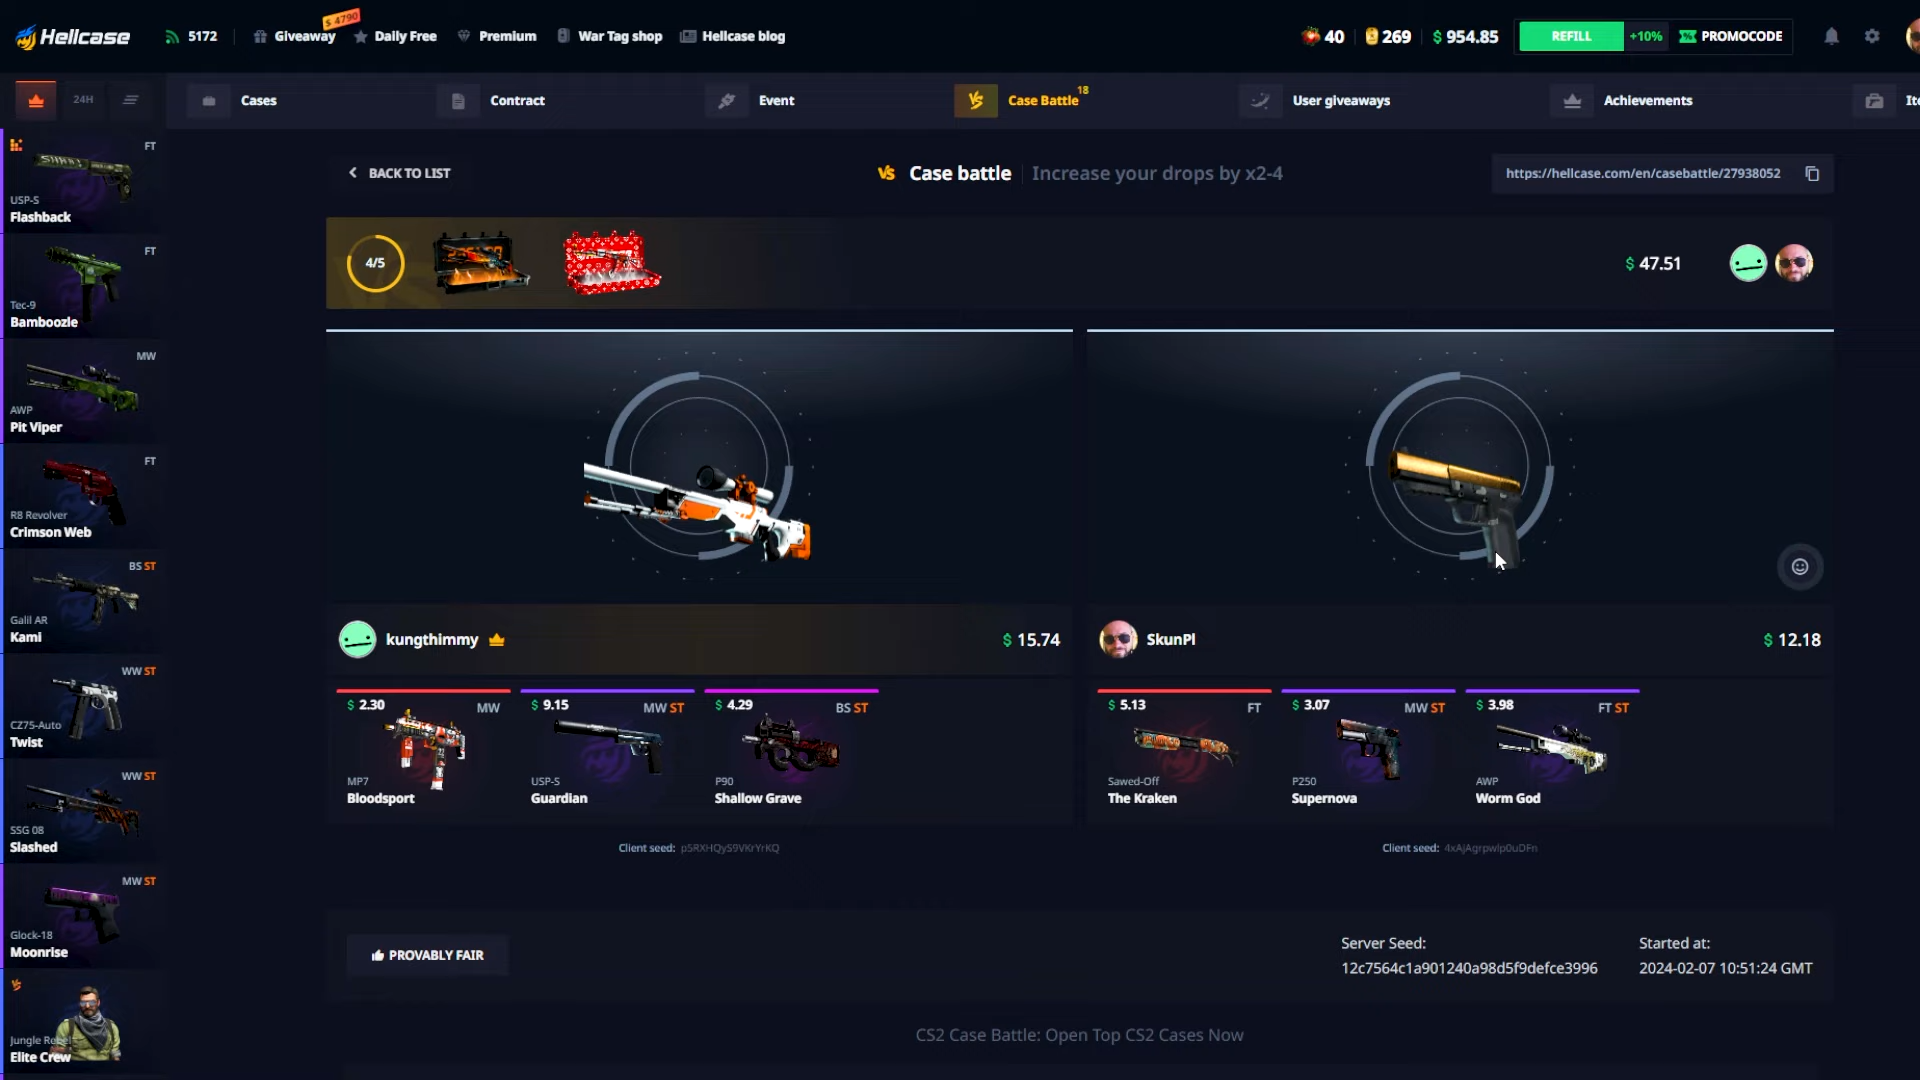 Hellcase
5172
Giveaway
$ 4790
Daily Free
Premium
War Tag shop
Hellcase blog
40
269
$ 954.85
REFILL
+10%
PROMOCODE
24H
Cases
Contract
Event
Case Battle 18
User giveaways
Achievements
FT
USP-S
Flashback
FT
Tec-9
Bamboozle
MW
AWP
Pit Viper
FT
R8 Revolver
Crimson Web
BS ST
Galil AR
Kami
WW ST
CZ75-Auto
Twist
WW ST
SSG 08
Slashed
MW ST
Glock-18
Moonrise
Jungle Rebel
Elite Crew
BACK TO LIST
VS Case battle
Increase your drops by x2-4
https://hellcase.com/en/casebattle/27938052
4/5
$ 47.51
kungthimmy
$ 15.74
SkunPl
$ 12.18
$ 2.30
MW
MP7
Bloodsport
$ 9.15
MW ST
USP-S
Guardian
$ 4.29
BS ST
P90
Shallow Grave
$ 5.13
FT
Sawed-Off
The Kraken
$ 3.07
MW ST
P250
Supernova
$ 3.98
FT ST
AWP
Worm God
Client seed: p5RXHQyS9VKrYrKQ
Client seed: 4xAjAgrpwlp0uDFn
PROVABLY FAIR
Server Seed:
12c7564c1a901240a98d5f9defce3996
Started at:
2024-02-07 10:51:24 GMT
CS2 Case Battle: Open Top CS2 Cases Now